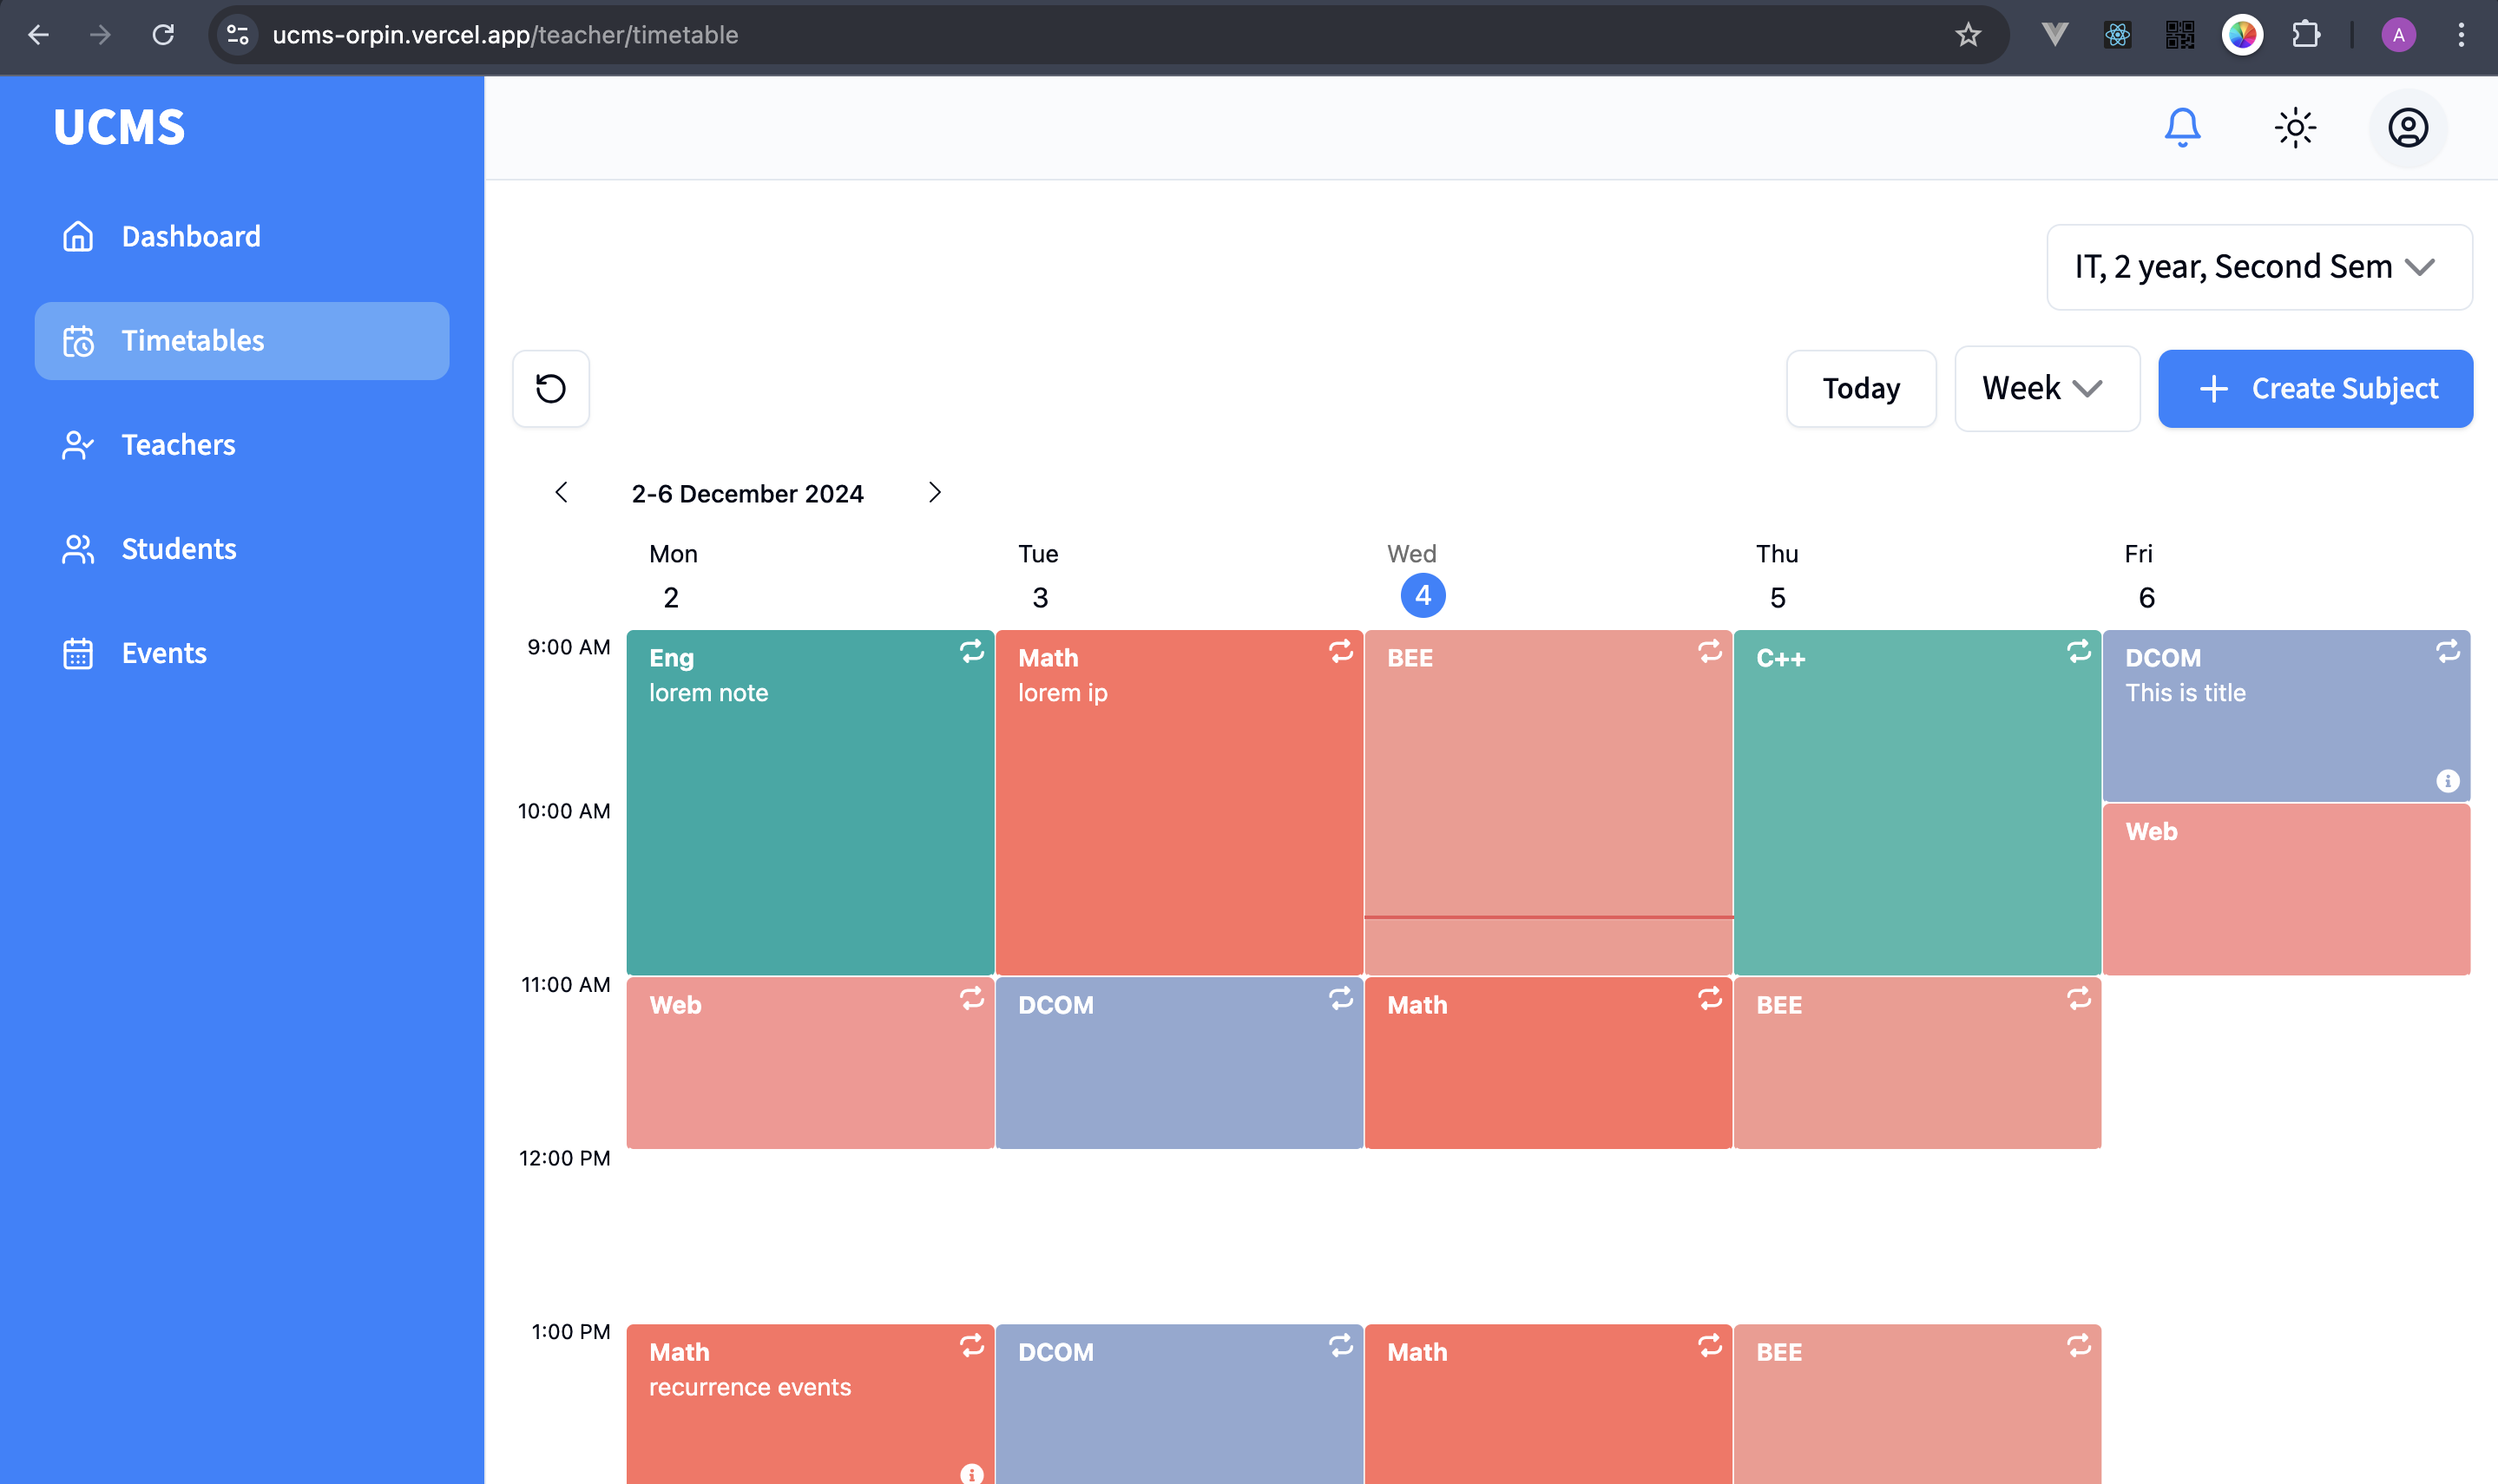 ucms-orpin.vercel.app/teacher/timetable
A
UCMS
Dashboard
Timetables
Teachers
Students
Events
IT, 2 year, Second Sem
Today
Week
Create Subject
2-6 December 2024
Mon
2
Tue
3
Wed
4
Thu
5
Fri
6
9:00 AM
Eng
lorem note
Math
lorem ip
BEE
C++
DCOM
This is title
10:00 AM
Web
11:00 AM
Web
DCOM
Math
BEE
12:00 PM
1:00 PM
Math
recurrence events
DCOM
Math
BEE